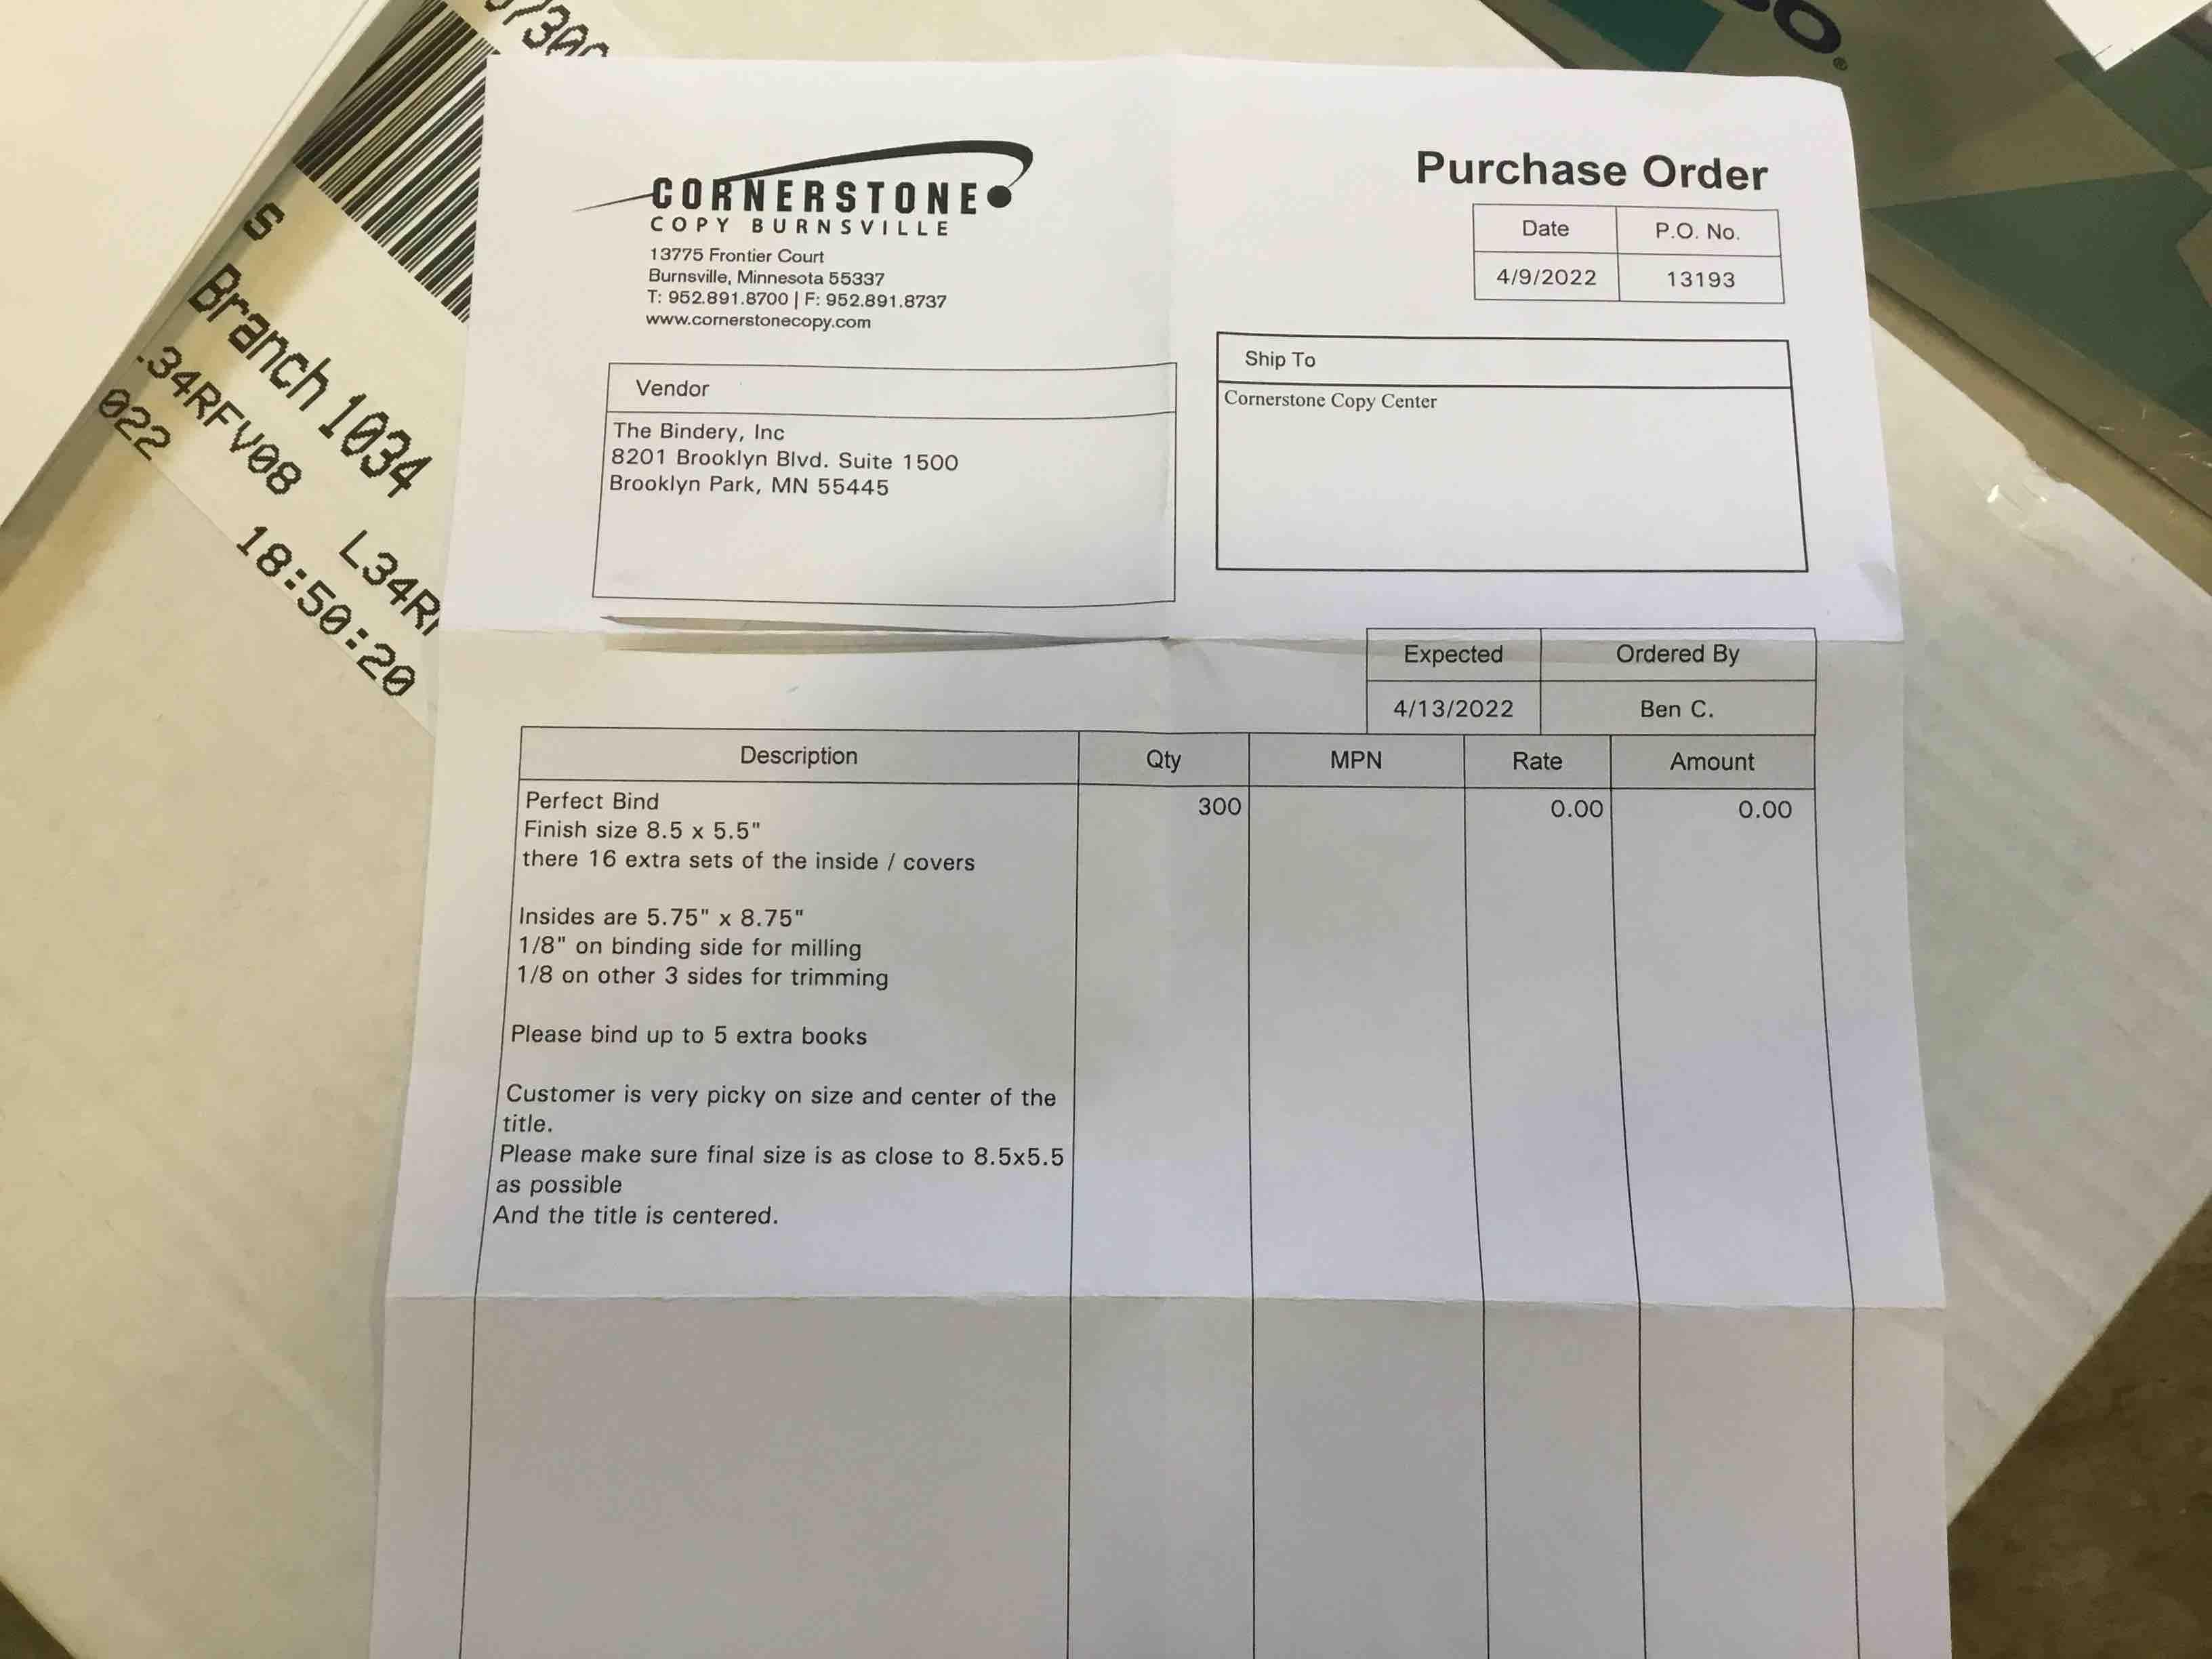 S
Branch 1034
.34RFV08 L34R
022 18:50:20
CORNERSTONE
COPY BURNSVILLE
13775 Frontier Court
Burnsville, Minnesota 55337
T: 952.891.8700 | F: 952.891.8737
www.cornerstonecopy.com
Purchase Order
Date P.O. No.
4/9/2022 13193
Vendor
The Bindery, Inc
8201 Brooklyn Blvd. Suite 1500
Brooklyn Park, MN 55445
Ship To
Cornerstone Copy Center
Expected Ordered By
4/13/2022 Ben C.
Description Qty MPN Rate Amount
Perfect Bind 300 0.00 0.00
Finish size 8.5 x 5.5"
there 16 extra sets of the inside / covers
Insides are 5.75" x 8.75"
1/8" on binding side for milling
1/8 on other 3 sides for trimming
Please bind up to 5 extra books
Customer is very picky on size and center of the
title.
Please make sure final size is as close to 8.5x5.5
as possible
And the title is centered.